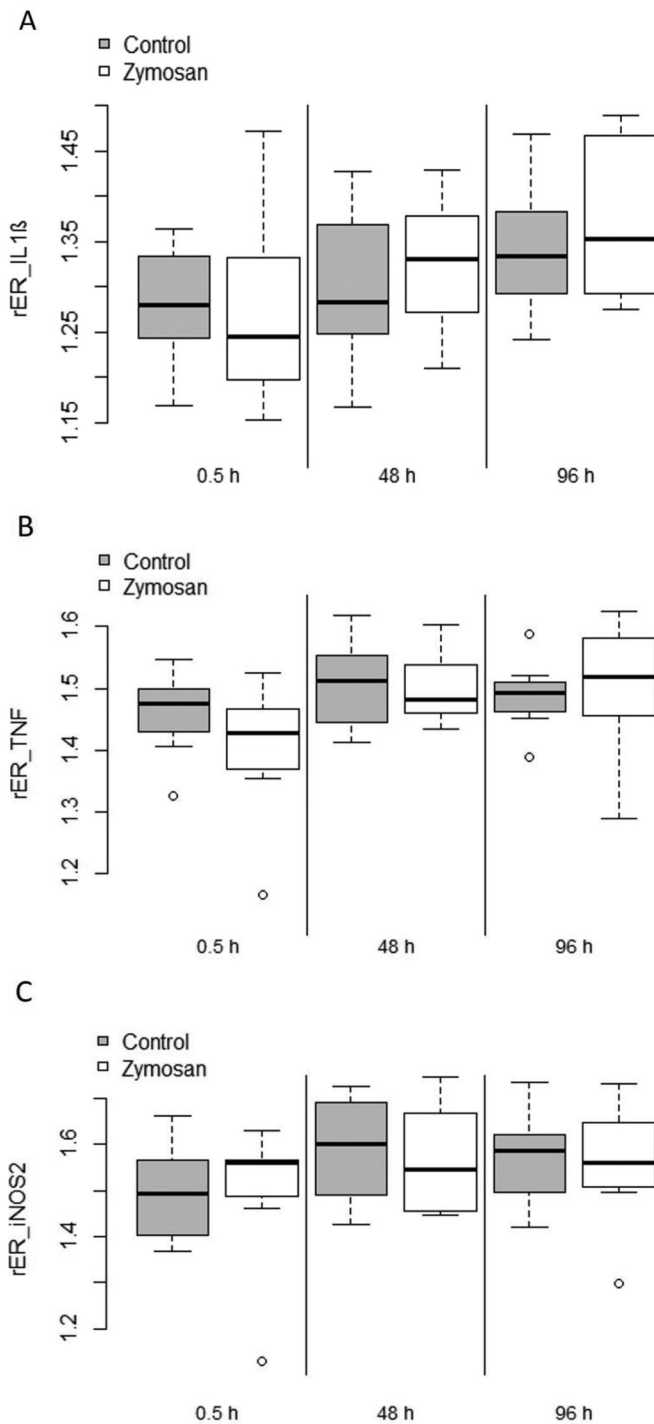 A
Control
Zymosan
rER_IL1ß
1.15 1.25 1.35 1.45
0.5 h 48 h 96 h
B
Control
Zymosan
rER_TNF
1.2 1.3 1.4 1.5 1.6
0.5 h 48 h 96 h
C
Control
Zymosan
rER_iNOS2
1.2 1.4 1.6
0.5 h 48 h 96 h